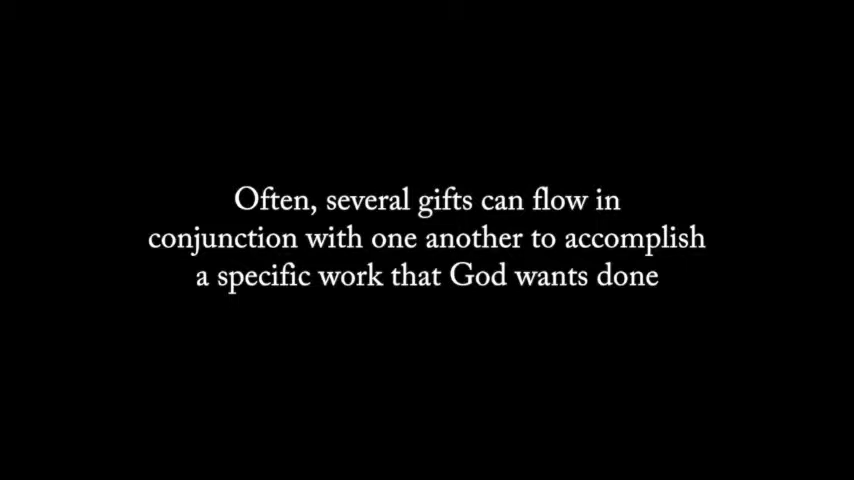 Often, several gifts can flow in
conjunction with one another to accomplish
a specific work that God wants done